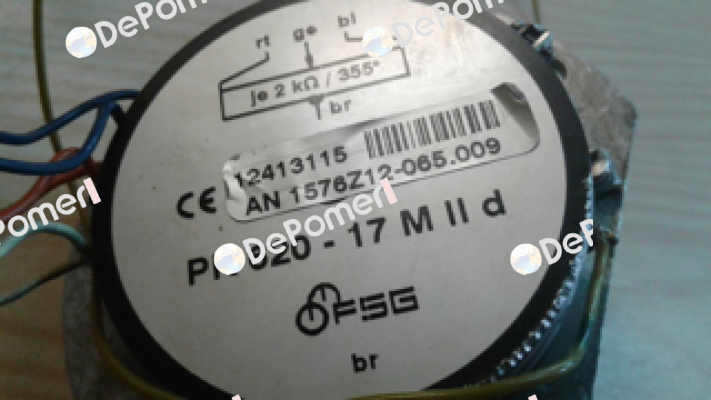 DePomerl
rt ge bl
je 2 kΩ / 355°
br
12413115
CE AN 1576Z12-065.009
020 - 17 M II d
FSG
br